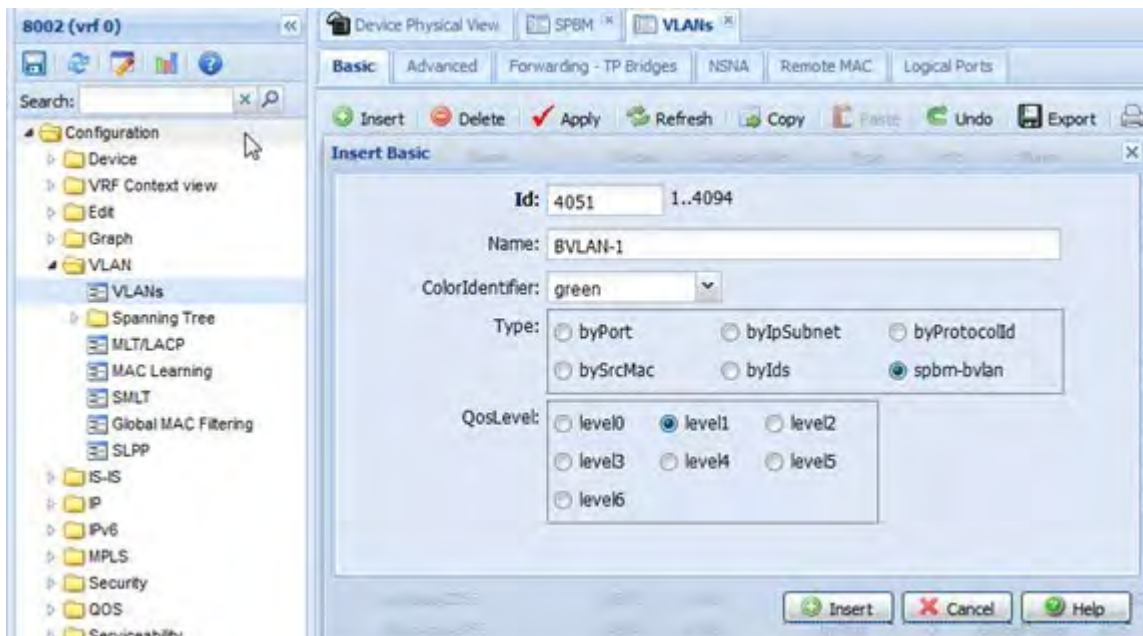 8002 (vrf 0)
Search:
Configuration
Device
VRF Context view
Edit
Graph
VLAN
VLANs
Spanning Tree
MLT/LACP
MAC Learning
SMLT
Global MAC Filtering
SLPP
IS-IS
IP
IPv6
MPLS
Security
QOS
Serviceability
Device Physical View
SPBM
VLANs
Basic
Advanced
Forwarding - TP Bridges
NSNA
Remote MAC
Logical Ports
Insert
Delete
Apply
Refresh
Copy
Paste
Undo
Export
Insert Basic
Id: 4051 1..4094
Name: BVLAN-1
ColorIdentifier: green
Type: byPort byIpSubnet byProtocolId
bySrcMac byIds spbm-bvlan
QosLevel: level0 level1 level2
level3 level4 level5
level6
Insert Cancel Help